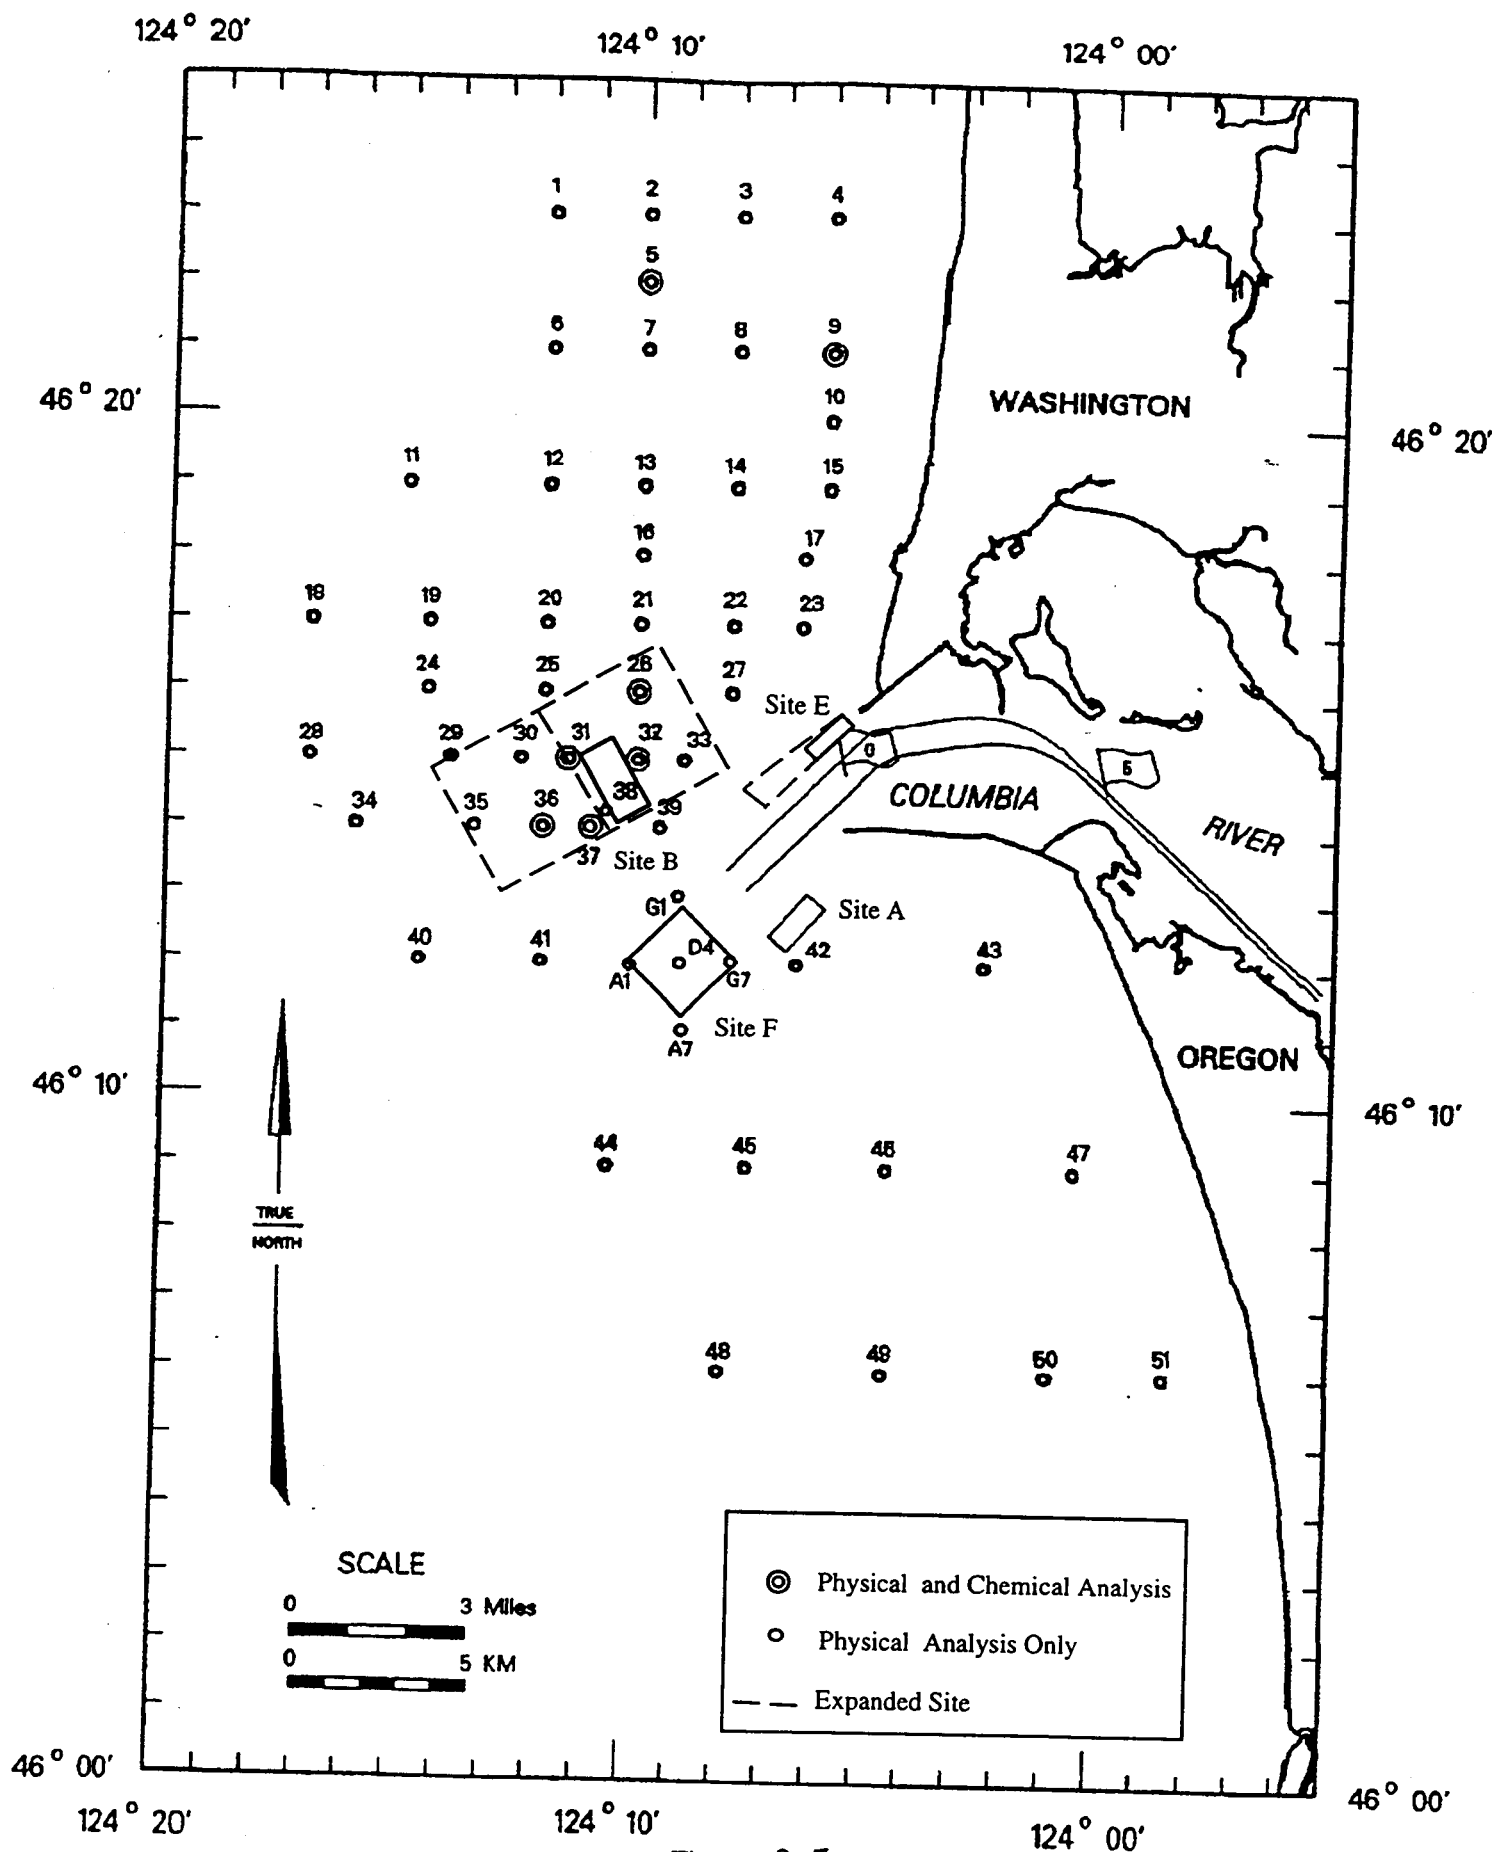 124° 20'
124° 10'
124° 00'
1 2 3 4
5
6 7 8 9
46° 20'
WASHINGTON
10
46° 20'
11 12 13 14 15
16 17
18 19 20 21 22 23
24 25 26 27
Site E
28 29 30 31 32 33
0
5
COLUMBIA
34 35 36 38 39
RIVER
37 Site B
G1
Site A
40 41 D4 42 43
A1 G7
Site F
A7
OREGON
46° 10'
46° 10'
44 45 46 47
TRUE
NORTH
48 49 50 51
SCALE
0 3 Miles
0 5 KM
Physical and Chemical Analysis
Physical Analysis Only
Expanded Site
46° 00'
46° 00'
124° 20'
124° 10'
124° 00'